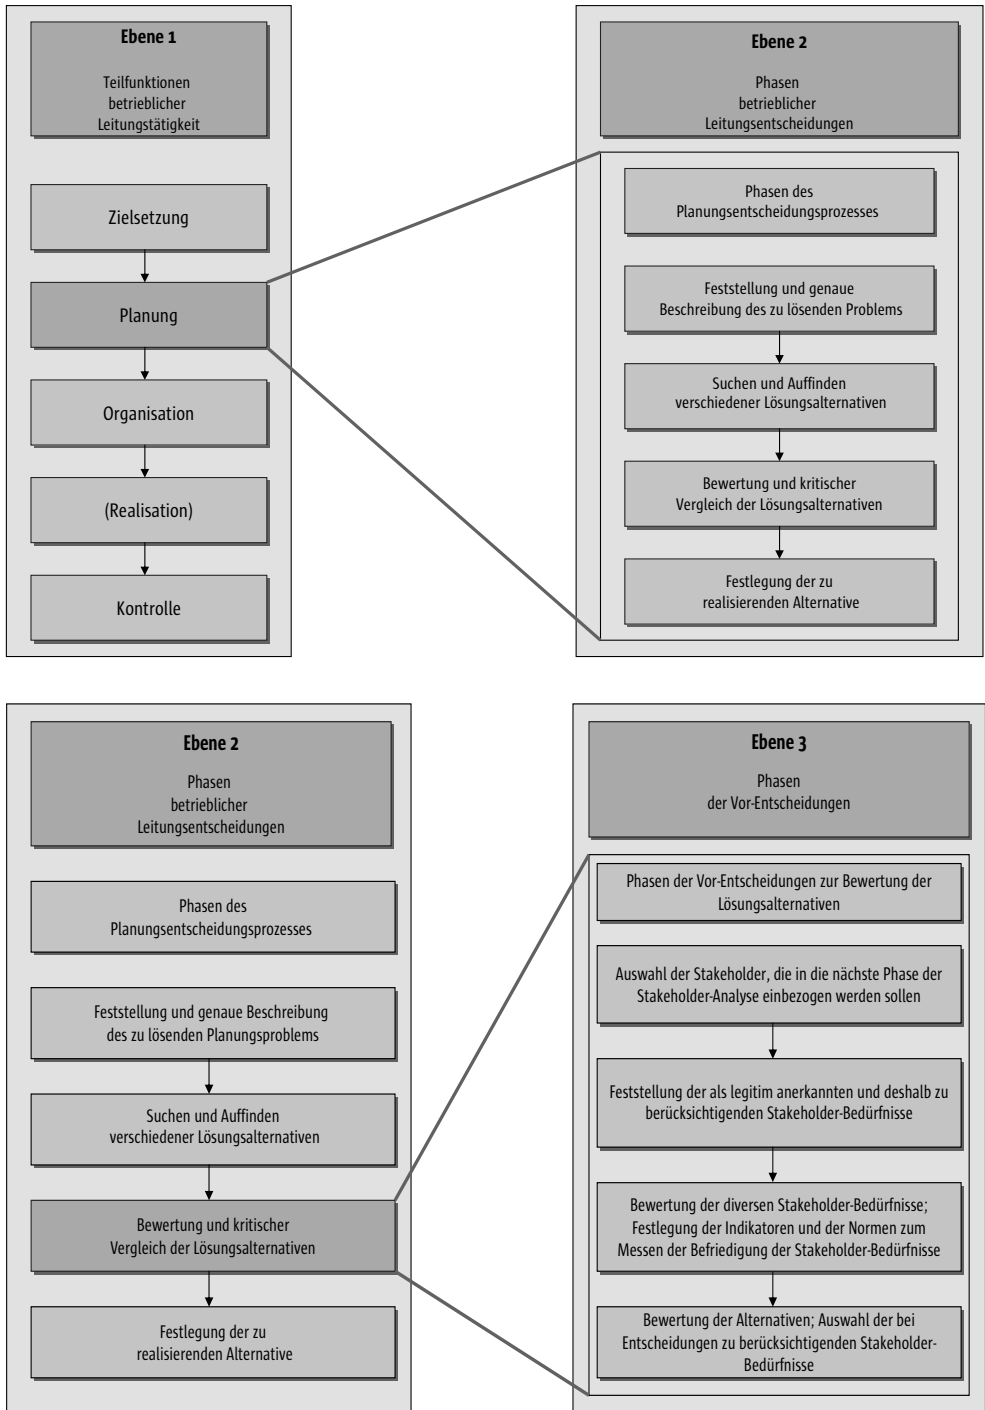 Ebene 1
Teilfunktionen
betrieblicher
Leitungstätigkeit
Zielsetzung
Planung
Organisation
(Realisation)
Kontrolle
Ebene 2
Phasen
betrieblicher
Leitungsentscheidungen
Phasen des
Planungsentscheidungsprozesses
Feststellung und genaue
Beschreibung des zu lösenden Problems
Suchen und Auffinden
verschiedener Lösungsalternativen
Bewertung und kritischer
Vergleich der Lösungsalternativen
Festlegung der zu
realisierenden Alternative
Ebene 2
Phasen
betrieblicher
Leitungsentscheidungen
Phasen des
Planungsentscheidungsprozesses
Feststellung und genaue Beschreibung
des zu lösenden Planungsproblems
Suchen und Auffinden
verschiedener Lösungsalternativen
Bewertung und kritischer
Vergleich der Lösungsalternativen
Festlegung der zu
realisierenden Alternative
Ebene 3
Phasen
der Vor-Entscheidungen
Phasen der Vor-Entscheidungen zur Bewertung der
Lösungsalternativen
Auswahl der Stakeholder, die in die nächste Phase der
Stakeholder-Analyse einbezogen werden sollen
Feststellung der als legitim anerkannten und deshalb zu
berücksichtigenden Stakeholder-Bedürfnisse
Bewertung der diversen Stakeholder-Bedürfnisse;
Festlegung der Indikatoren und der Normen zum
Messen der Befriedigung der Stakeholder-Bedürfnisse
Bewertung der Alternativen; Auswahl der bei
Entscheidungen zu berücksichtigenden Stakeholder-
Bedürfnisse